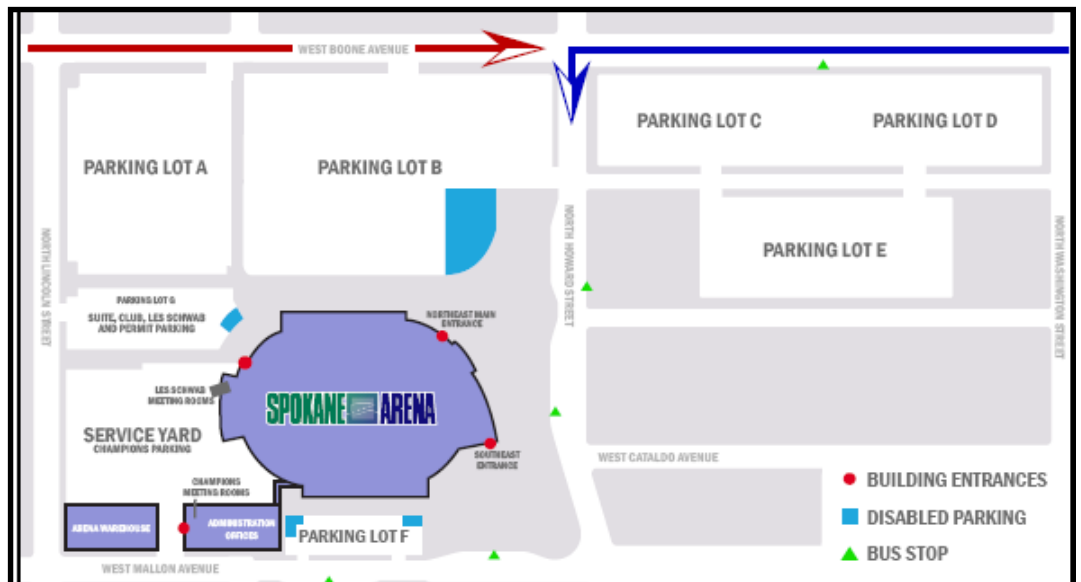 WEST BOONE AVENUE
PARKING LOT C
PARKING LOT D
PARKING LOT A
PARKING LOT B
NORTH LINCOLN STREET
NORTH HOWARD STREET
NORTH WASHINGTON STREET
PARKING LOT E
PARKING LOT G
SUITE, CLUB, LES SCHWAB
AND PERMIT PARKING
NORTHEAST MAIN
ENTRANCE
LES SCHWAB
MEETING ROOMS
SPOKANE ARENA
SERVICE YARD
CHAMPIONS PARKING
SOUTHEAST
ENTRANCE
WEST CATALDO AVENUE
CHAMPIONS
MEETING ROOMS
BUILDING ENTRANCES
DISABLED PARKING
BUS STOP
ARENA WAREHOUSE
ADMINISTRATION
OFFICES
PARKING LOT F
WEST MALLON AVENUE